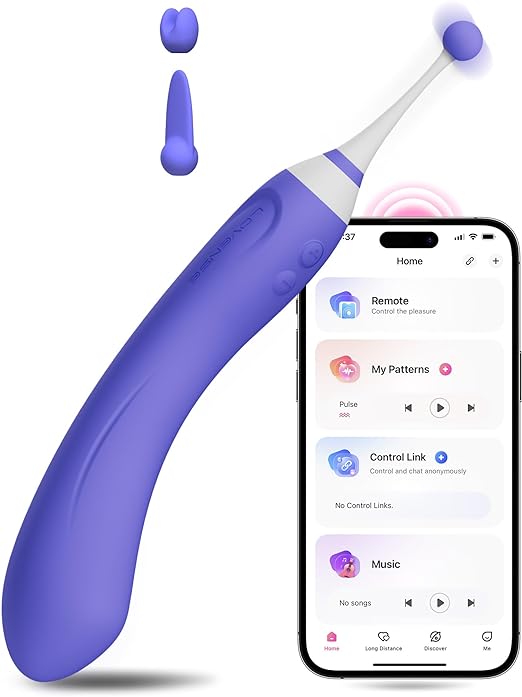 LOVENSE
:37
Home
Remote
Control the pleasure
My Patterns
Pulse
Control Link
Control and chat anonymously
No Control Links.
Music
No songs
Home
Long Distance
Discover
Me